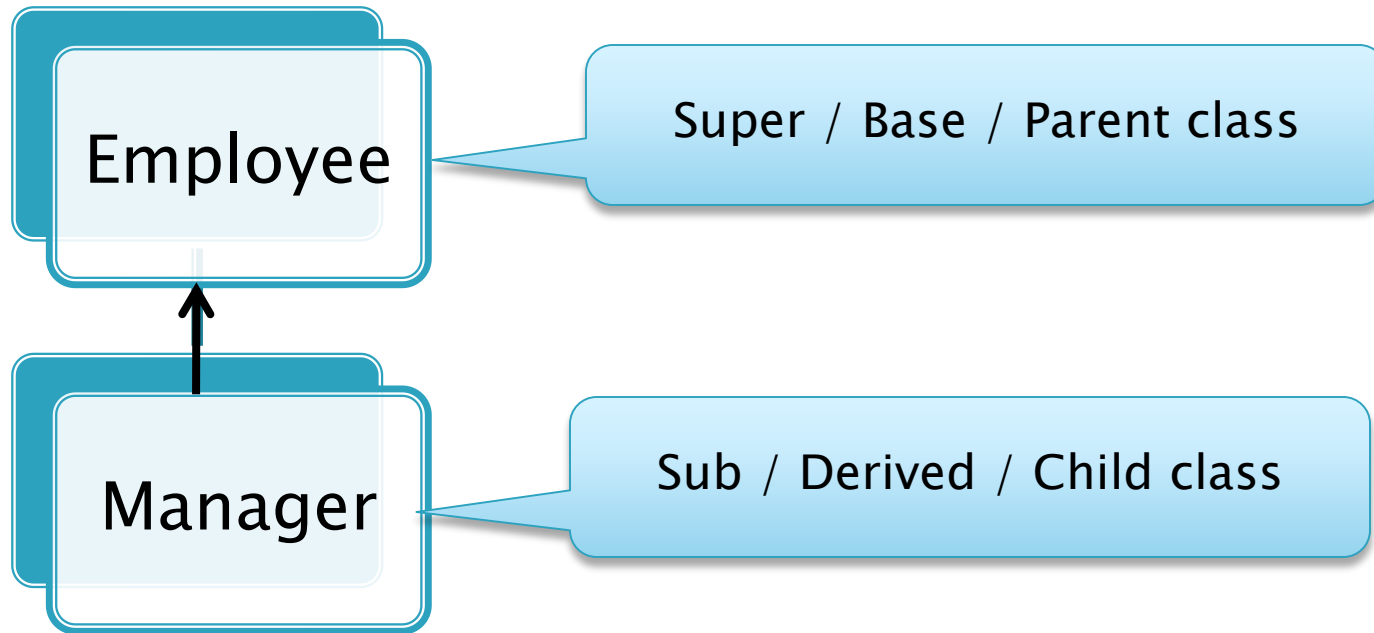 Employee
Super / Base / Parent class
Manager
Sub / Derived / Child class